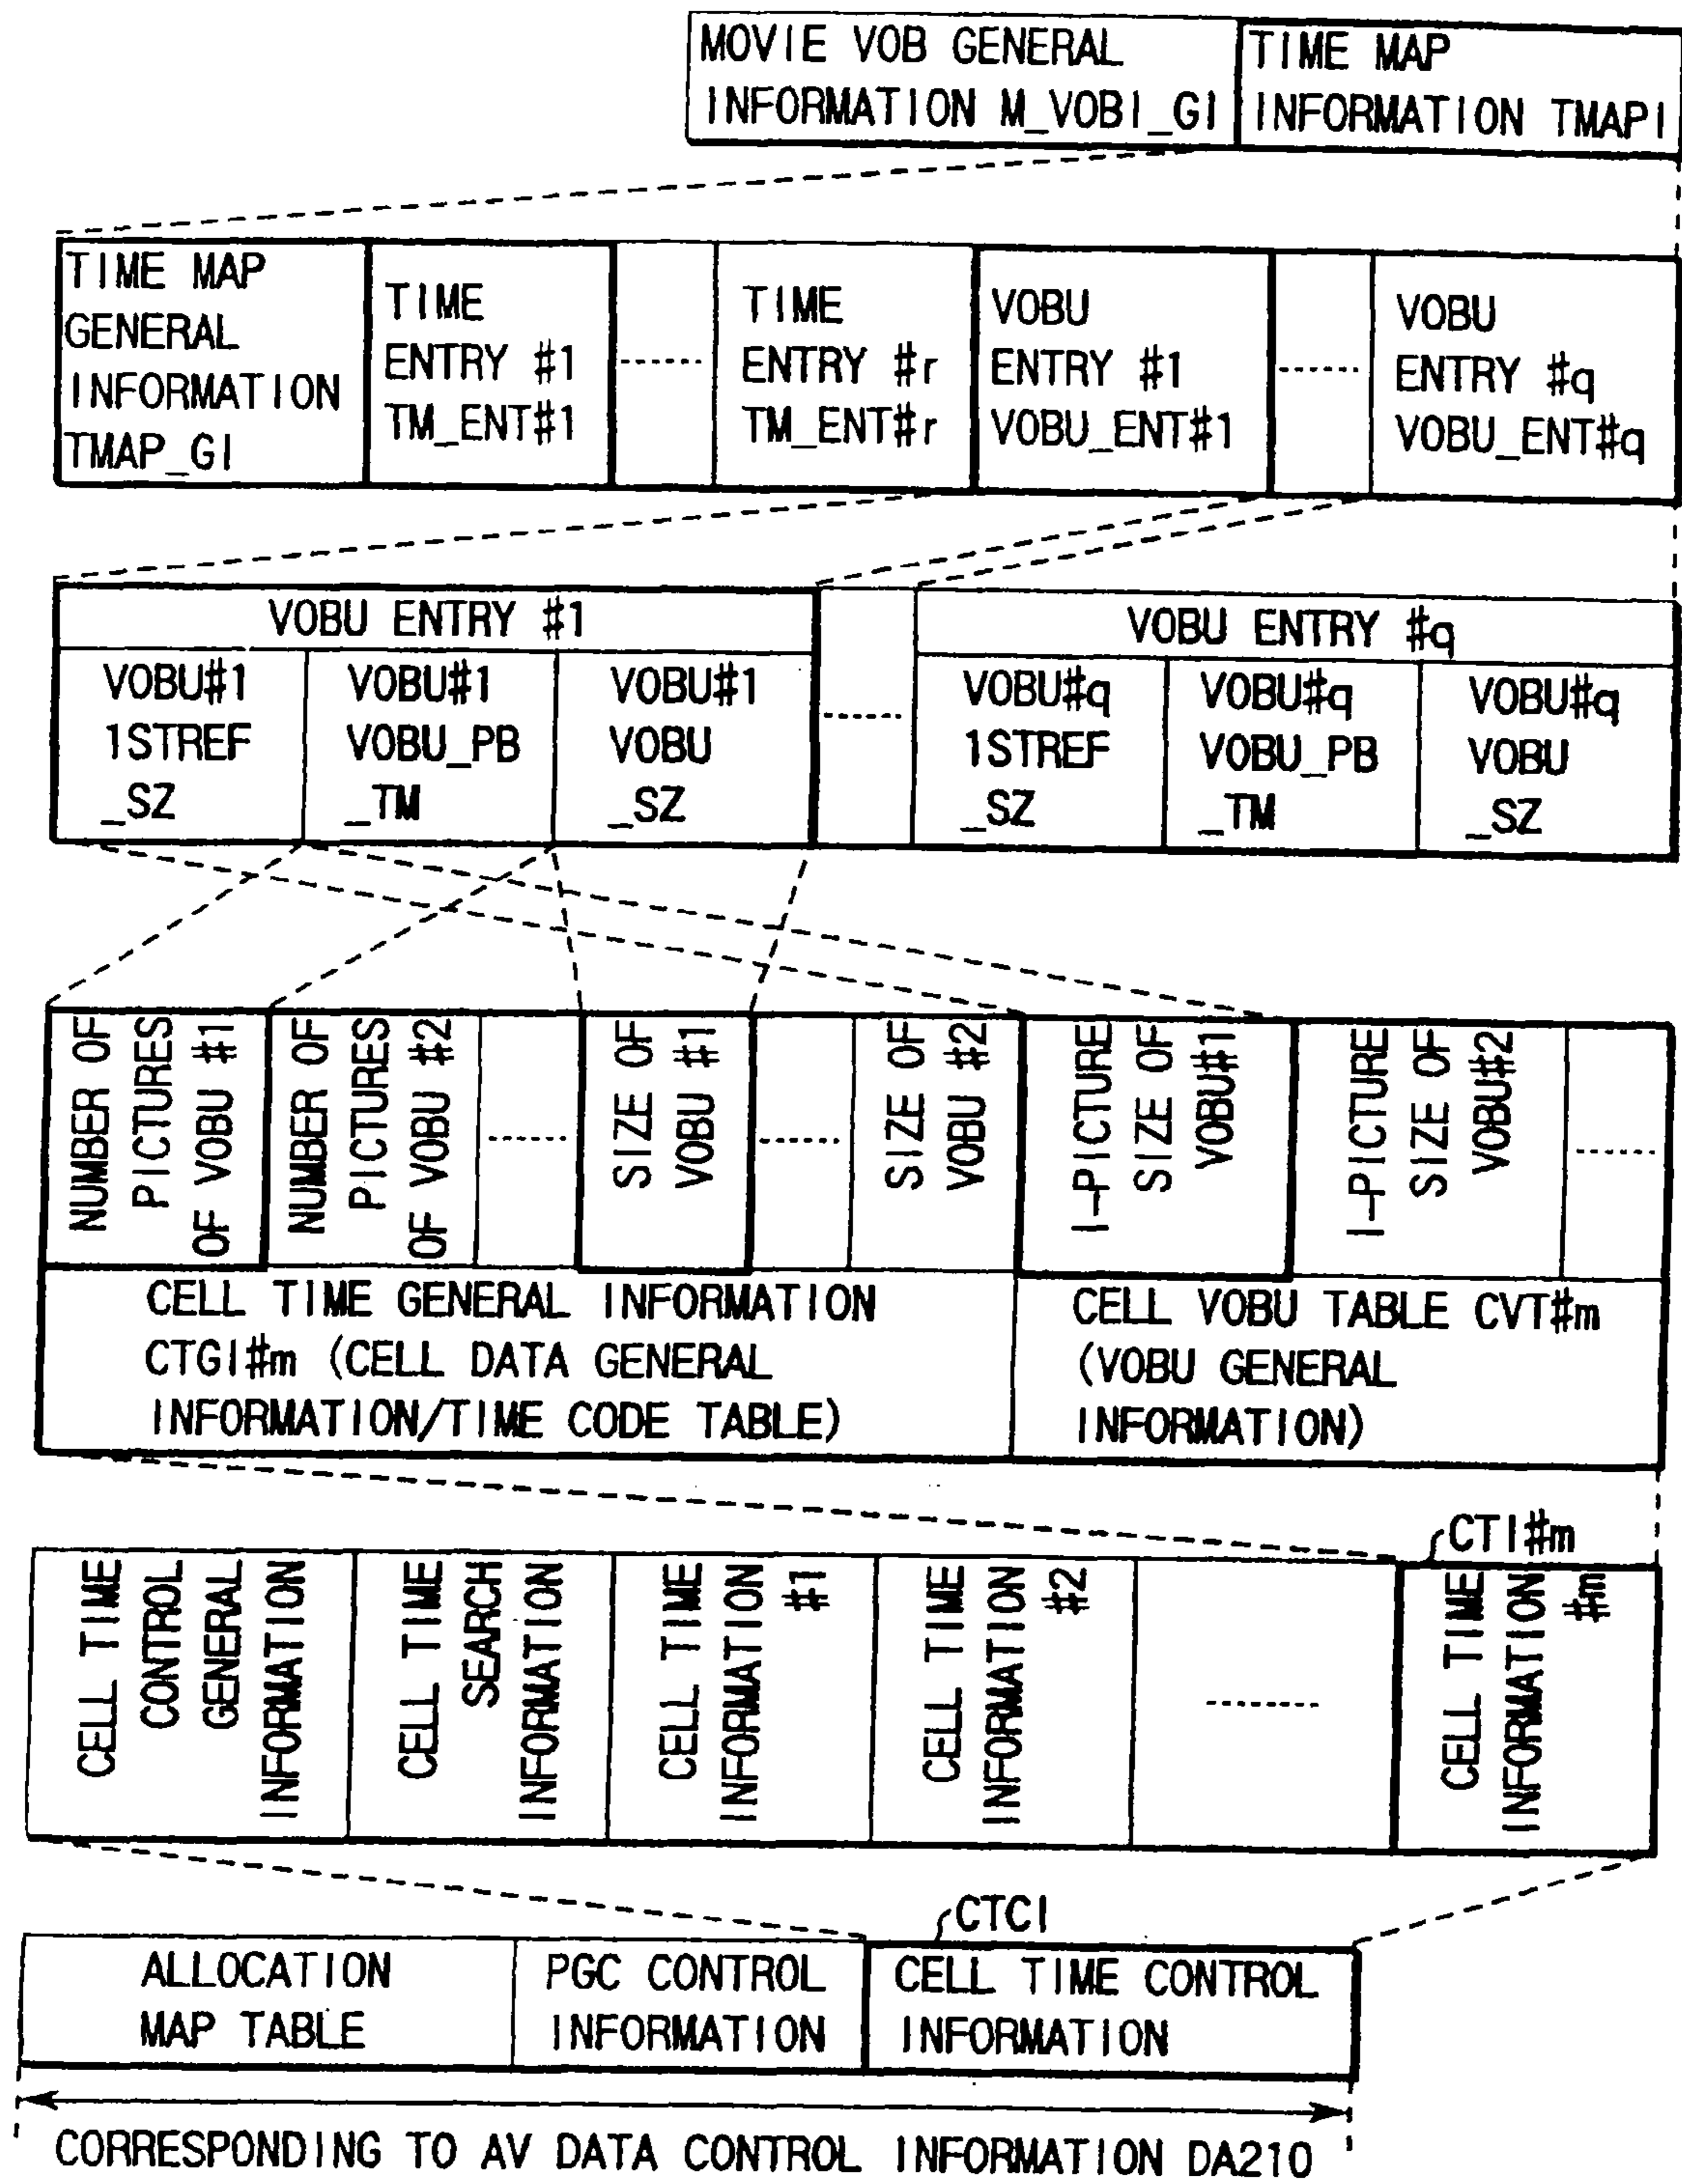 MOVIE VOB GENERAL
INFORMATION M_VOBI_GI
TIME MAP
INFORMATION TMAPI
TIME MAP
GENERAL
INFORMATION
TMAP_GI
TIME
ENTRY #1
TM_ENT#1
TIME
ENTRY #r
TM_ENT#r
VOBU
ENTRY #1
VOBU_ENT#1
VOBU
ENTRY #q
VOBU_ENT#q
VOBU ENTRY #1
VOBU ENTRY #q
VOBU#1
1STREF
_SZ
VOBU#1
VOBU_PB
_TM
VOBU#1
VOBU
_SZ
VOBU#q
1STREF
_SZ
VOBU#q
VOBU_PB
_TM
VOBU#q
VOBU
_SZ
NUMBER OF
PICTURES
OF VOBU #1
NUMBER OF
PICTURES
OF VOBU #2
SIZE OF
VOBU #1
SIZE OF
VOBU #2
I-PICTURE
SIZE OF
VOBU#1
I-PICTURE
SIZE OF
VOBU#2
CELL TIME GENERAL INFORMATION
CTGI#m (CELL DATA GENERAL
INFORMATION/TIME CODE TABLE)
CELL VOBU TABLE CVT#m
(VOBU GENERAL
INFORMATION)
CTI#m
CELL TIME
CONTROL
GENERAL
INFORMATION
CELL TIME
SEARCH
INFORMATION
CELL TIME
INFORMATION
#1
CELL TIME
INFORMATION
#2
CELL TIME
INFORMATION
#m
CTCI
ALLOCATION
MAP TABLE
PGC CONTROL
INFORMATION
CELL TIME CONTROL
INFORMATION
CORRESPONDING TO AV DATA CONTROL INFORMATION DA210